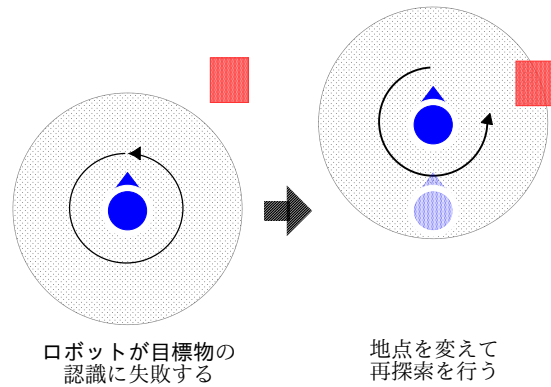 ロボットが目標物の
認識に失敗する
地点を変えて
再探索を行う